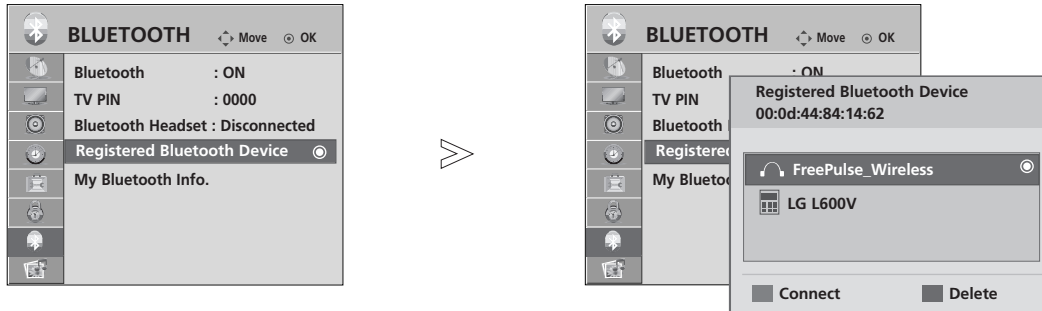 BLUETOOTH Move OK
Bluetooth : ON
TV PIN : 0000
Bluetooth Headset : Disconnected
Registered Bluetooth Device
My Bluetooth Info.
BLUETOOTH Move OK
Bluetooth : ON
TV PIN
Bluetooth
Registered
My Bluetoo
Registered Bluetooth Device
00:0d:44:84:14:62
FreePulse_Wireless
LG L600V
Connect Delete